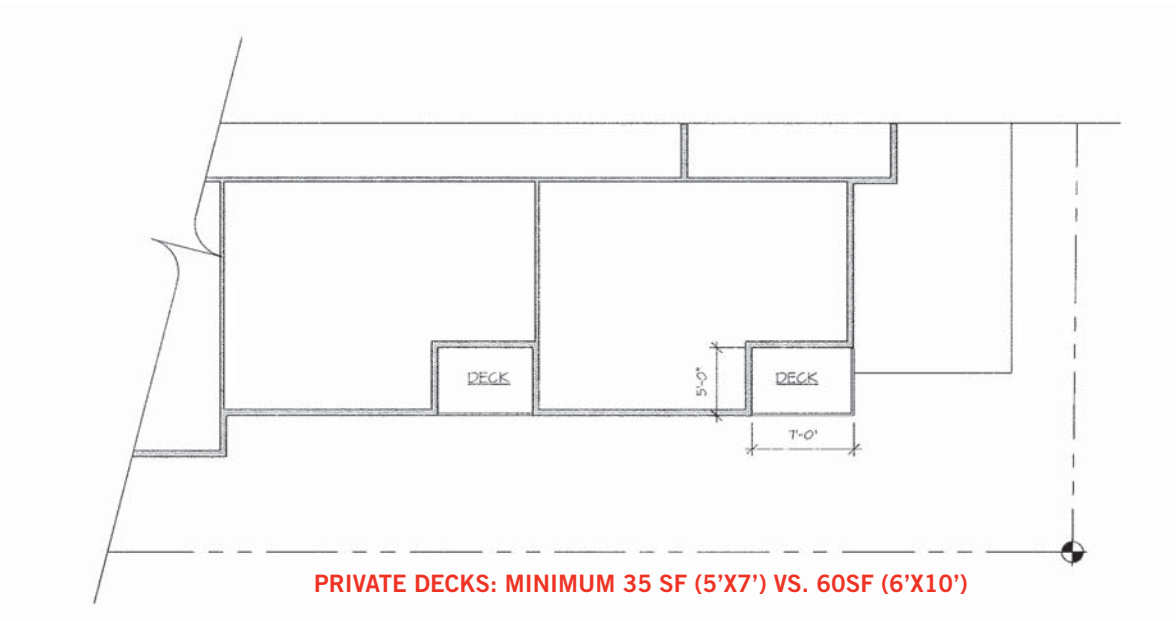 DECK
DECK
5'-0"
7'-0"
PRIVATE DECKS: MINIMUM 35 SF (5’X7’) VS. 60SF (6’X10’)